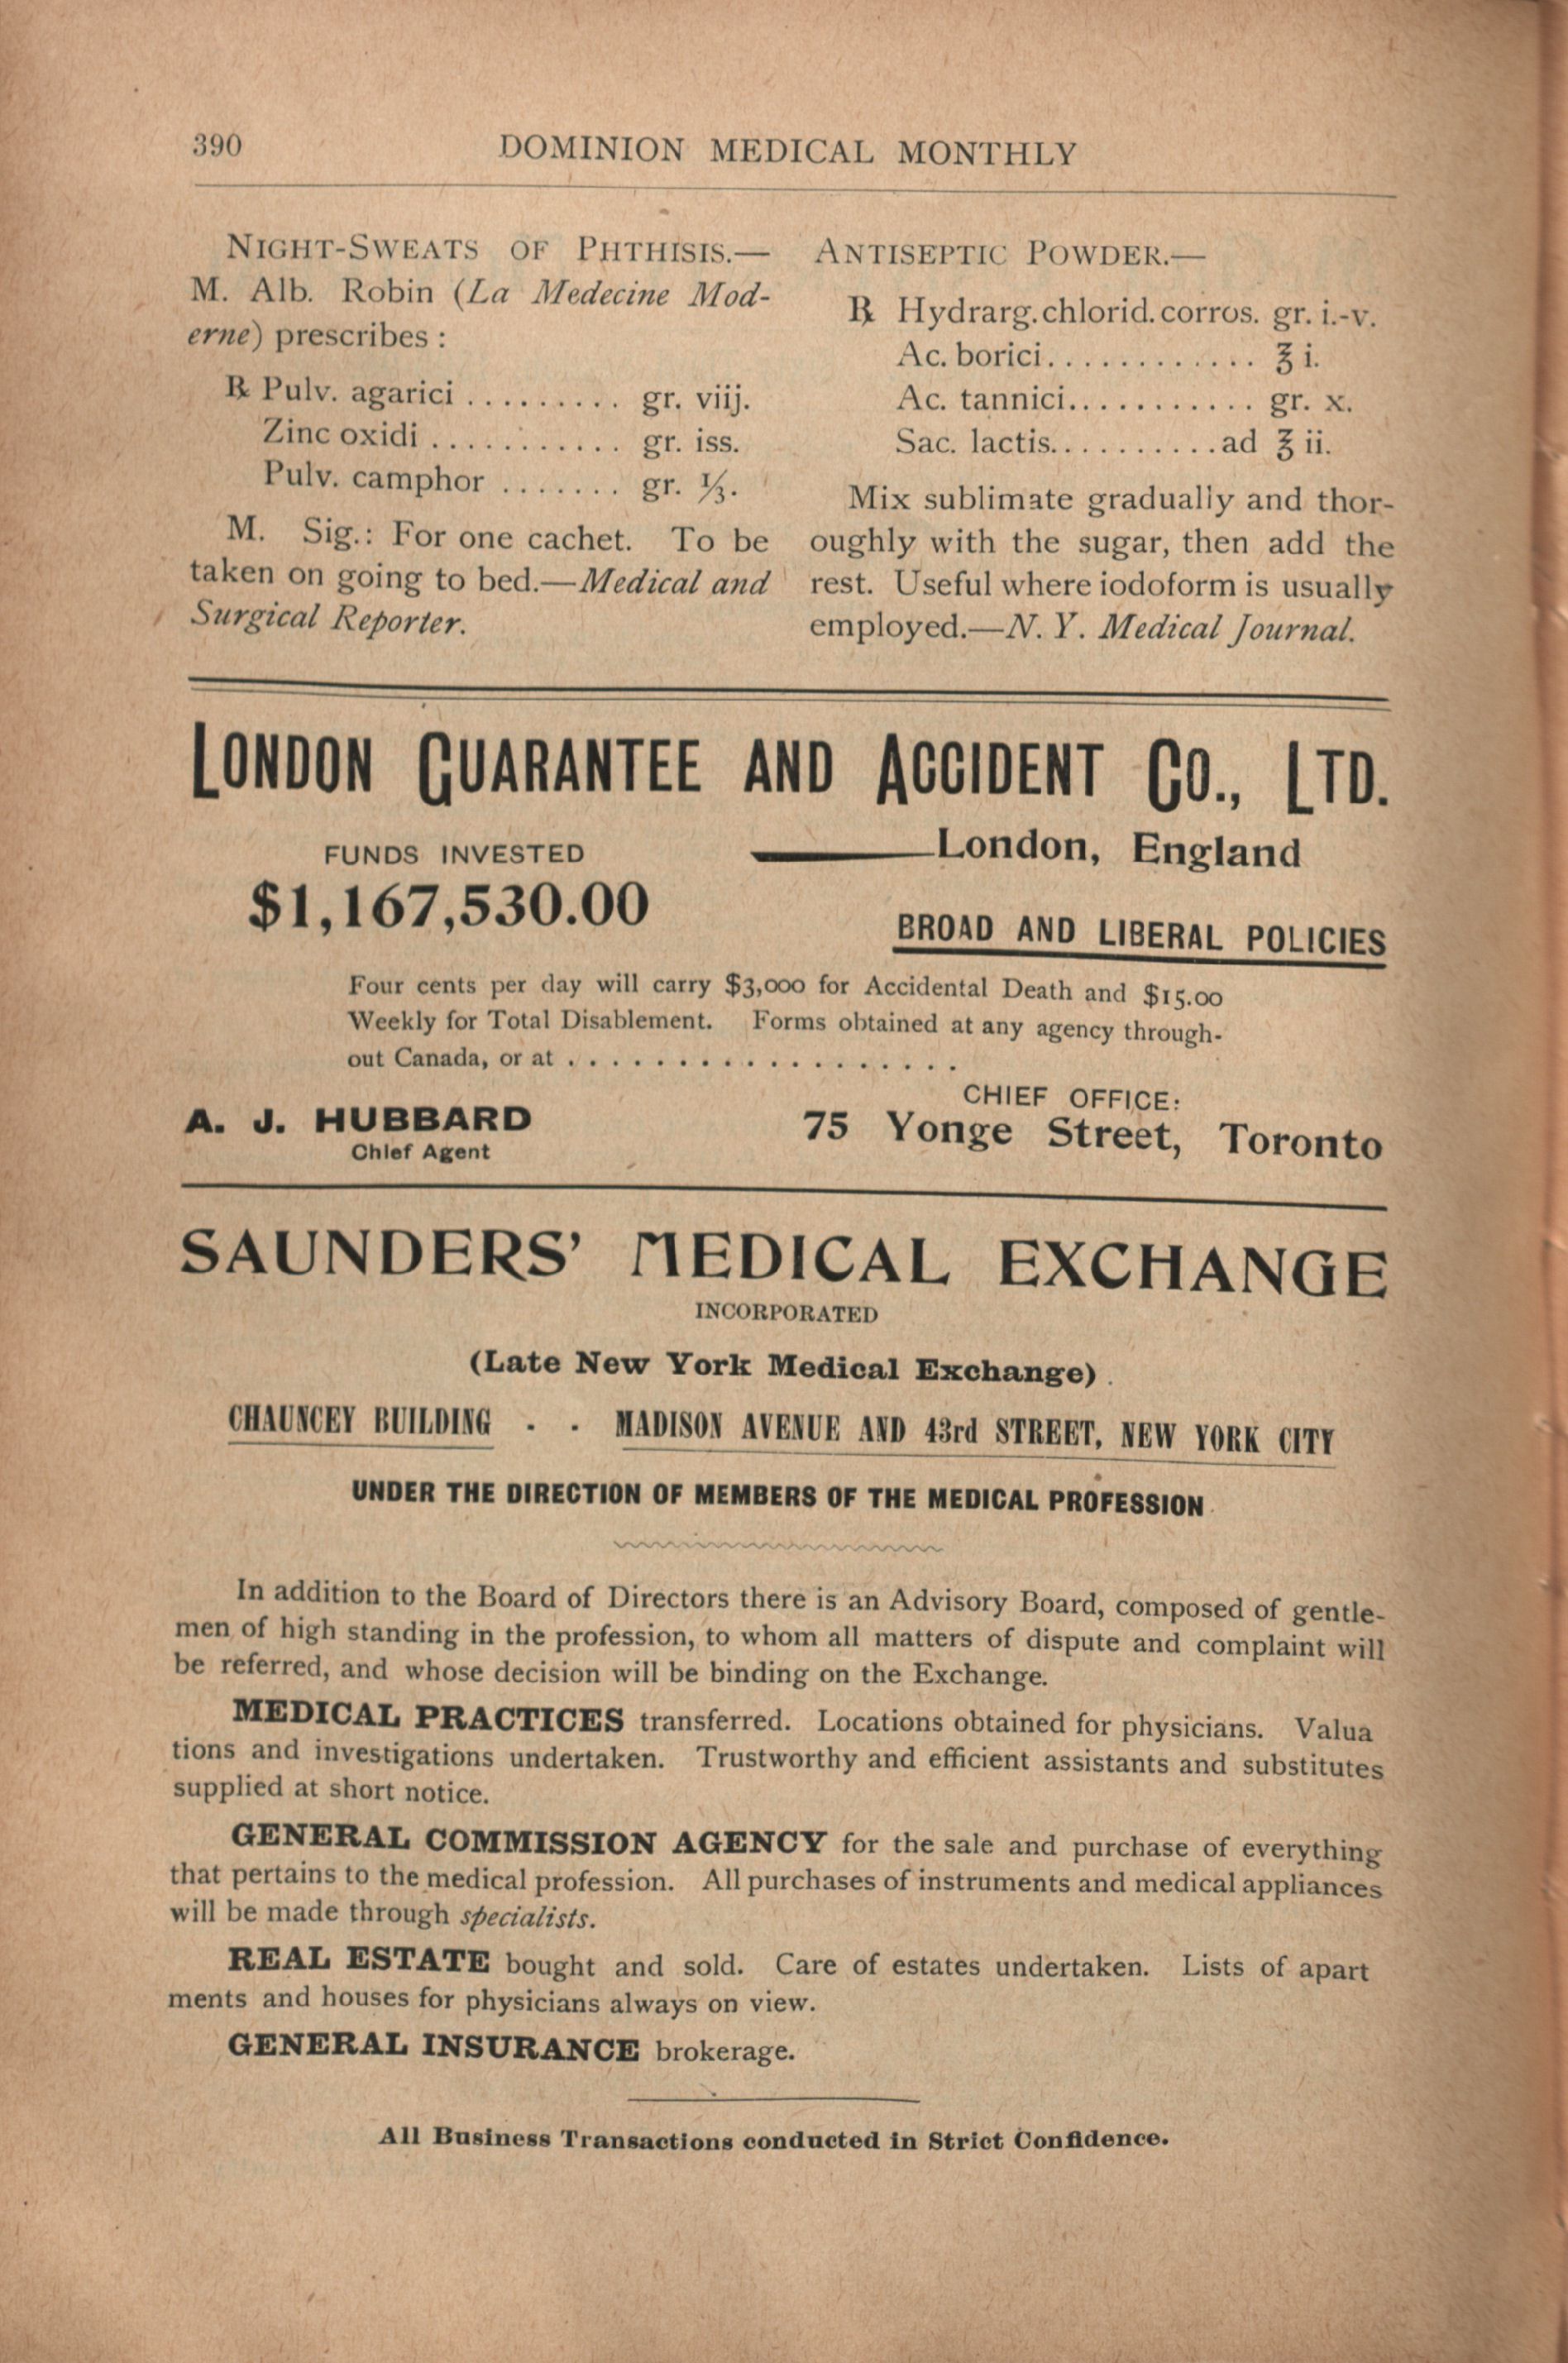 390 DOMINION MEDICAL MONTHLY
NIGHT-SWEATS OF PHTHISIS.—
M. Alb. Robin (La Medecine Mod-
erne) prescribes :
℞ Pulv. agarici . . . . . . . . . gr. viij.
Zinc oxidi . . . . . . . . . . . gr. iss.
Pulv. camphor . . . . . . . gr. ⅓.
M. Sig.: For one cachet. To be
taken on going to bed.—Medical and
Surgical Reporter.
ANTISEPTIC POWDER.—
℞ Hydrarg. chlorid. corros. gr. i.-v.
Ac. borici. . . . . . . . . . . . . ʒ i.
Ac. tannici. . . . . . . . . . . . gr. x.
Sac. lactis. . . . . . . . . . . ad ʒ ii.
Mix sublimate gradually and thor-
oughly with the sugar, then add the
rest. Useful where iodoform is usually
employed.—N. Y. Medical Journal.
LONDON GUARANTEE AND ACCIDENT CO., LTD.
FUNDS INVESTED
$1,167,530.00
London, England
BROAD AND LIBERAL POLICIES
Four cents per day will carry $3,000 for Accidental Death and $15.00
Weekly for Total Disablement. Forms obtained at any agency through-
out Canada, or at . . . . . . . . . . . . . . . . . .
A. J. HUBBARD
Chief Agent
CHIEF OFFICE:
75 Yonge Street, Toronto
SAUNDERS' MEDICAL EXCHANGE
INCORPORATED
(Late New York Medical Exchange).
CHAUNCEY BUILDING - - MADISON AVENUE AND 43rd STREET, NEW YORK CITY
UNDER THE DIRECTION OF MEMBERS OF THE MEDICAL PROFESSION
In addition to the Board of Directors there is an Advisory Board, composed of gentle-
men of high standing in the profession, to whom all matters of dispute and complaint will
be referred, and whose decision will be binding on the Exchange.
MEDICAL PRACTICES transferred. Locations obtained for physicians. Valua
tions and investigations undertaken. Trustworthy and efficient assistants and substitutes
supplied at short notice.
GENERAL COMMISSION AGENCY for the sale and purchase of everything
that pertains to the medical profession. All purchases of instruments and medical appliances
will be made through specialists.
REAL ESTATE bought and sold. Care of estates undertaken. Lists of apart
ments and houses for physicians always on view.
GENERAL INSURANCE brokerage.
All Business Transactions conducted in Strict Confidence.